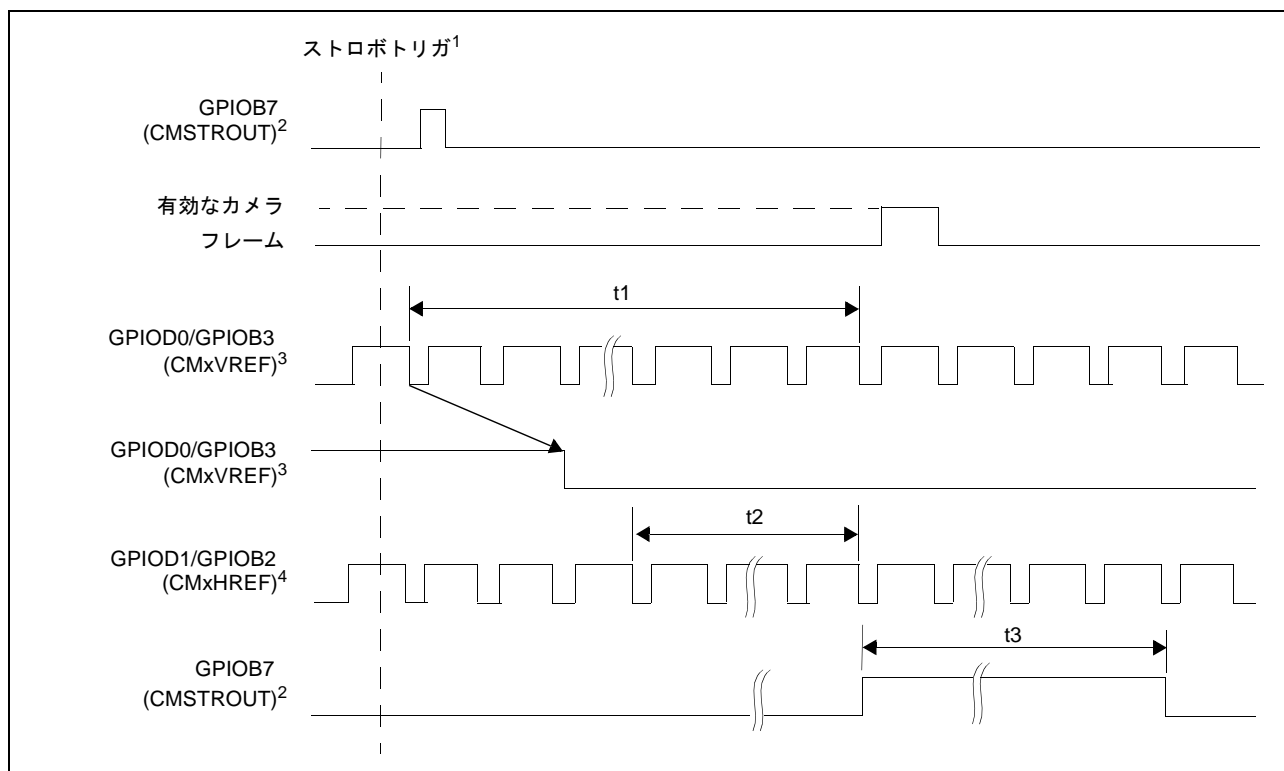 ストロボトリガ1
GPIOB7
(CMSTROUT)2
有効なカメラ
フレーム
t1
GPIOD0/GPIOB3
(CMxVREF)3
GPIOD0/GPIOB3
(CMxVREF)3
t2
GPIOD1/GPIOB2
(CMxHREF)4
t3
GPIOB7
(CMSTROUT)2